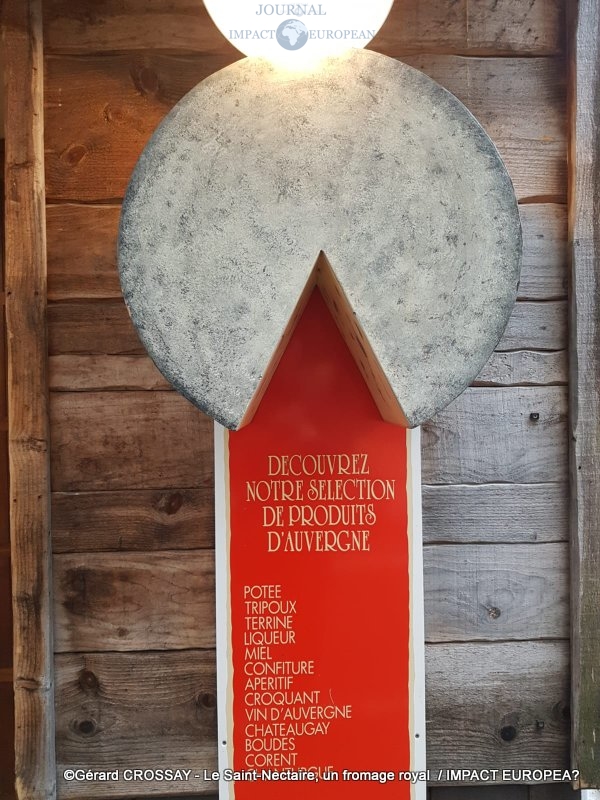 JOURNAL
IMPACT EUROPEAN
DECOUVREZ
NOTRE SELECTION
DE PRODUITS
D'AUVERGNE
POTEE
TRIPOUX
TERRINE
LIQUEUR
MIEL
CONFITURE
APERITIF
CROQUANT
VIN D'AUVERGNE
CHATEAUGAY
BOUDES
CORENT
©Gérard CROSSAY - Le Saint-Nectaire, un fromage royal / IMPACT EUROPEA?